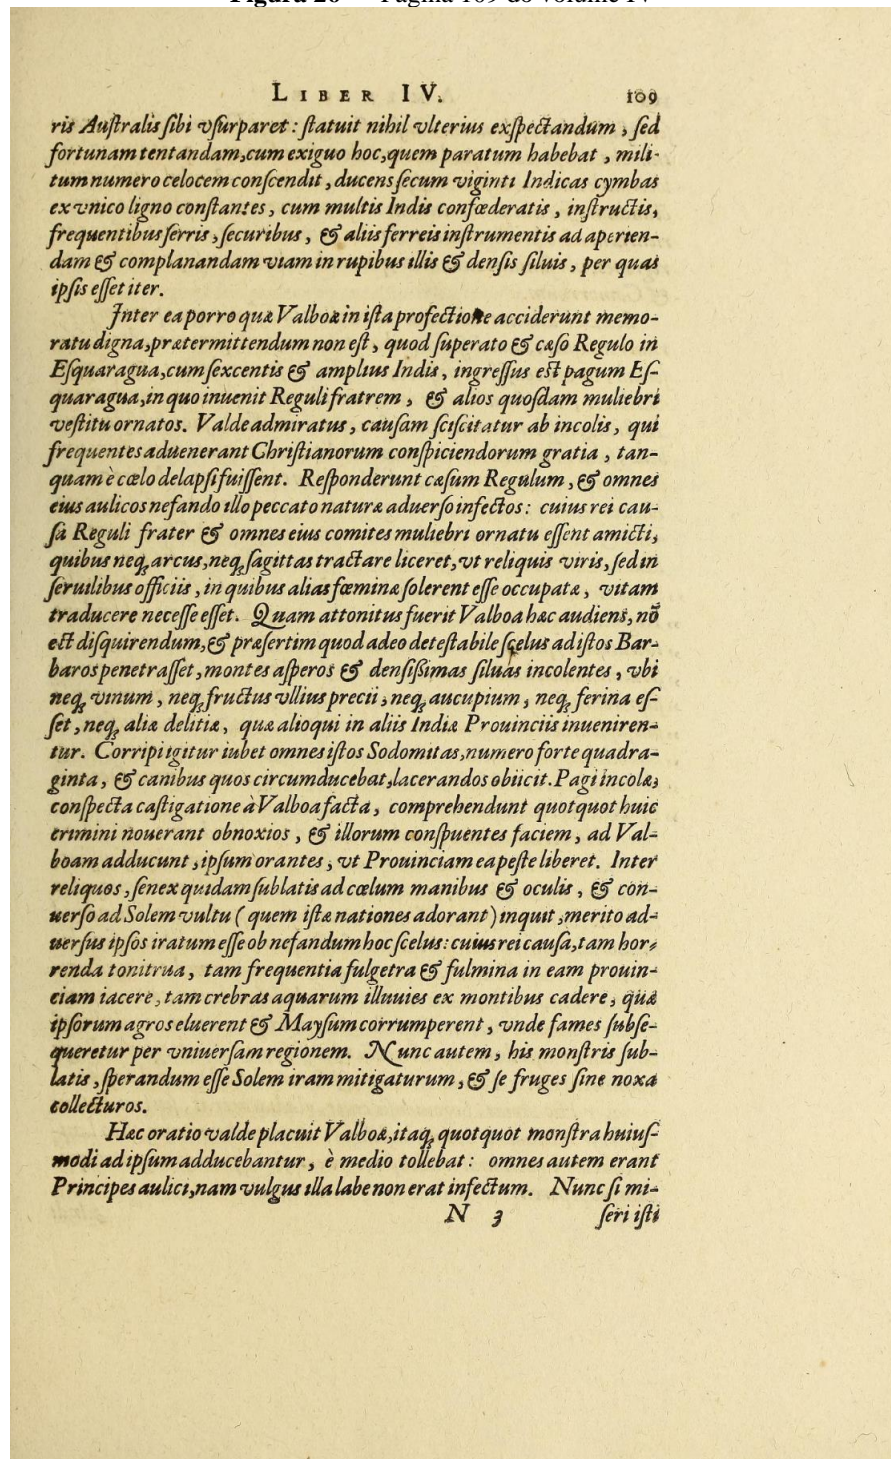 Figura 20 Página 109 do volume IV
LIBER IV. 109
ris Auſtralis ſibi vſurparet: ſtatuit nihil vlterius exſpectandum, ſed
fortunam tentandam, cum exiguo hoc, quem paratum habebat, mili-
tum numero celocem conſcendit, ducens ſecum viginti Indicas cymbas
ex vnico ligno conſtantes, cum multis Indis confœderatis, inſtructis,
frequentibus ferris, ſecuribus, & aliis ferreis inſtrumentis ad aperien-
dam & complanandam viam in rupibus illis & denſis ſiluis, per quas
ipſis eſſet iter.
Inter ea porro quæ Valboæ in iſta profectione acciderunt memo-
ratu digna, prætermittendum non eſt, quod ſuperato & cæſo Regulo in
Eſquaragua, cum ſexcentis & amplius Indis, ingreſſus eſt pagum Eſ-
quaragua, in quo inuenit Reguli fratrem, & alios quoſdam muliebri
veſtitu ornatos. Valde admiratus, cauſam ſciſcitatur ab incolis, qui
frequentes aduenerant Chriſtianorum conſpiciendorum gratia, tan-
quam è cœlo delapſi fuiſſent. Reſponderunt cæſum Regulum, & omnes
eius aulicos nefando illo peccato naturæ aduerſo infectos: cuius rei cau-
ſâ Reguli frater & omnes eius comites muliebri ornatu eſſent amicti,
quibus neq; arcus, neq; ſagittas tractare liceret, vt reliquis viris, ſed in
ſeruilibus officiis, in quibus alias fœminæ ſolerent eſſe occupatæ, vitam
traducere neceſſe eſſet. Quam attonitus fuerit Valboa hæc audiens, nō
eſt diſquirendum, & præſertim quod adeo deteſtabile ſcelus ad iſtos Bar-
baros penetraſſet, montes aſperos & denſißimas ſiluas incolentes, vbi
neq; vinum, neq; fructus vllius precii, neq; aucupium, neq; ferina eſ-
ſet, neq; aliæ delitiæ, quæ alioqui in aliis Indiæ Prouinciis inueniren-
tur. Corripi igitur iubet omnes iſtos Sodomitas, numero forte quadra-
ginta, & canibus quos circumducebat, lacerandos obiicit. Pagi incolæ,
conſpecta caſtigatione à Valboa facta, comprehendunt quotquot huic
crimini nouerant obnoxios, & illorum conſpuentes faciem, ad Val-
boam adducunt, ipſum orantes, vt Prouinciam ea peſte liberet. Inter
reliquos, ſenex quidam ſublatis ad cœlum manibus & oculis, & con-
uerſo ad Solem vultu (quem iſtæ nationes adorant) inquit, merito ad-
uerſus ipſos iratum eſſe ob nefandum hoc ſcelus: cuius rei cauſa, tam hor-
renda tonitrua, tam frequentia fulgetra & fulmina in eam prouin-
ciam iacere, tam crebras aquarum illuuies ex montibus cadere, quæ
ipſorum agros eluerent & Mayſum corrumperent, vnde fames ſubſe-
queretur per vniuerſam regionem. Nunc autem, his monſtris ſub-
latis, ſperandum eſſe Solem iram mitigaturum, & ſe fruges ſine noxa
collecturos.
Hæc oratio valde placuit Valboæ, itaq; quotquot monſtra huiuſ-
modi ad ipſum adducebantur, è medio tollebat: omnes autem erant
Principes aulici, nam vulgus illa labe non erat infectum. Nunc ſi mi-
N 3 ſeri iſti